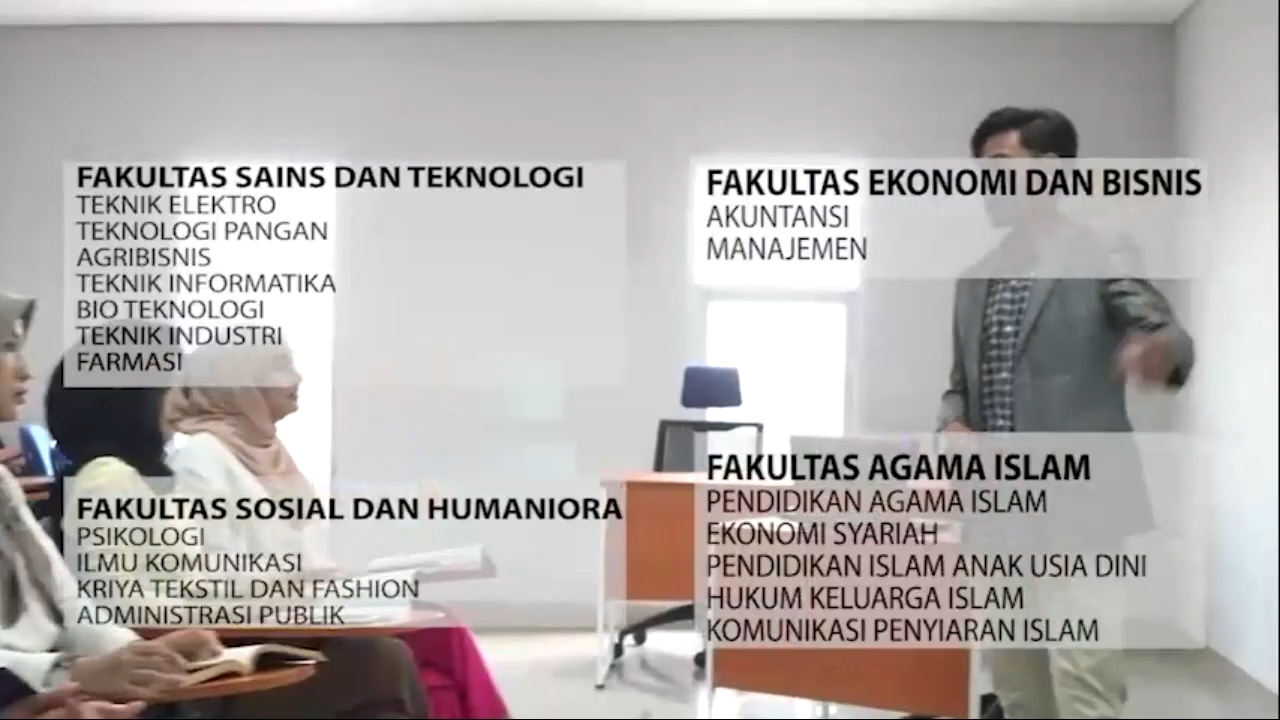 FAKULTAS SAINS DAN TEKNOLOGI
TEKNIK ELEKTRO
TEKNOLOGI PANGAN
AGRIBISNIS
TEKNIK INFORMATIKA
BIO TEKNOLOGI
TEKNIK INDUSTRI
FARMASI
FAKULTAS SOSIAL DAN HUMANIORA
PSIKOLOGI
ILMU KOMUNIKASI
KRIYA TEKSTIL DAN FASHION
ADMINISTRASI PUBLIK
FAKULTAS EKONOMI DAN BISNIS
AKUNTANSI
MANAJEMEN
FAKULTAS AGAMA ISLAM
PENDIDIKAN AGAMA ISLAM
EKONOMI SYARIAH
PENDIDIKAN ISLAM ANAK USIA DINI
HUKUM KELUARGA ISLAM
KOMUNIKASI PENYIARAN ISLAM